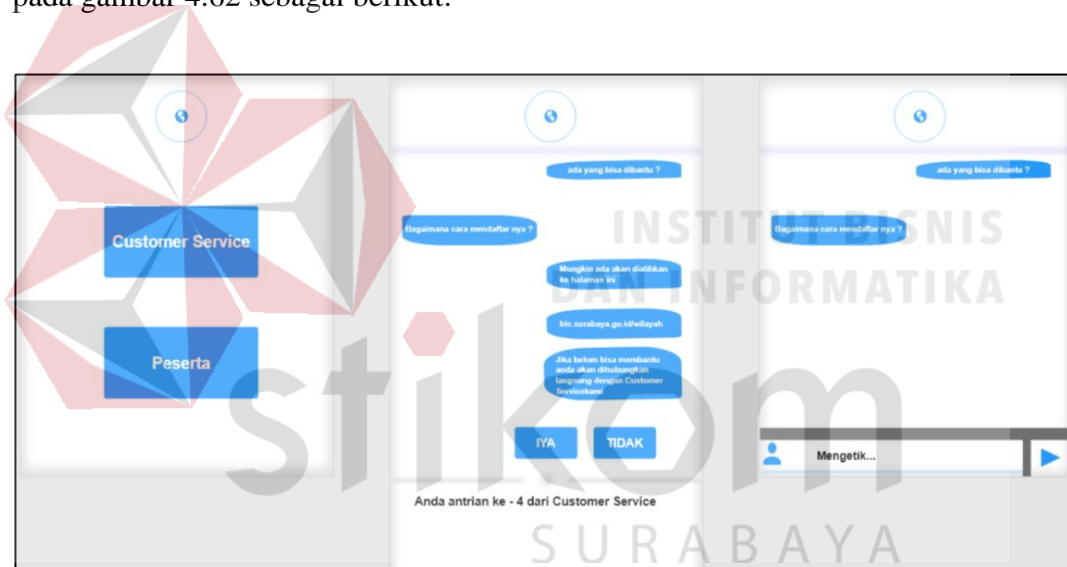 pada gambar 4.62 sebagai berikut:
Customer Service
Peserta
ada yang bisa dibantu ?
Bagaimana cara mendaftar nya ?
Mungkin ada akan dialihkan
ke halaman ini
blc.surabaya.go.id/wilayah
Jika belum bisa membantu
anda akan dihubungkan
langsung dengan Customer
Servicekami
IYA
TIDAK
Anda antrian ke - 4 dari Customer Service
ada yang bisa dibantu ?
Bagaimana cara mendaftar nya ?
Mengetik...
INSTITUT BISNIS
DAN INFORMATIKA
stikom
SURABAYA